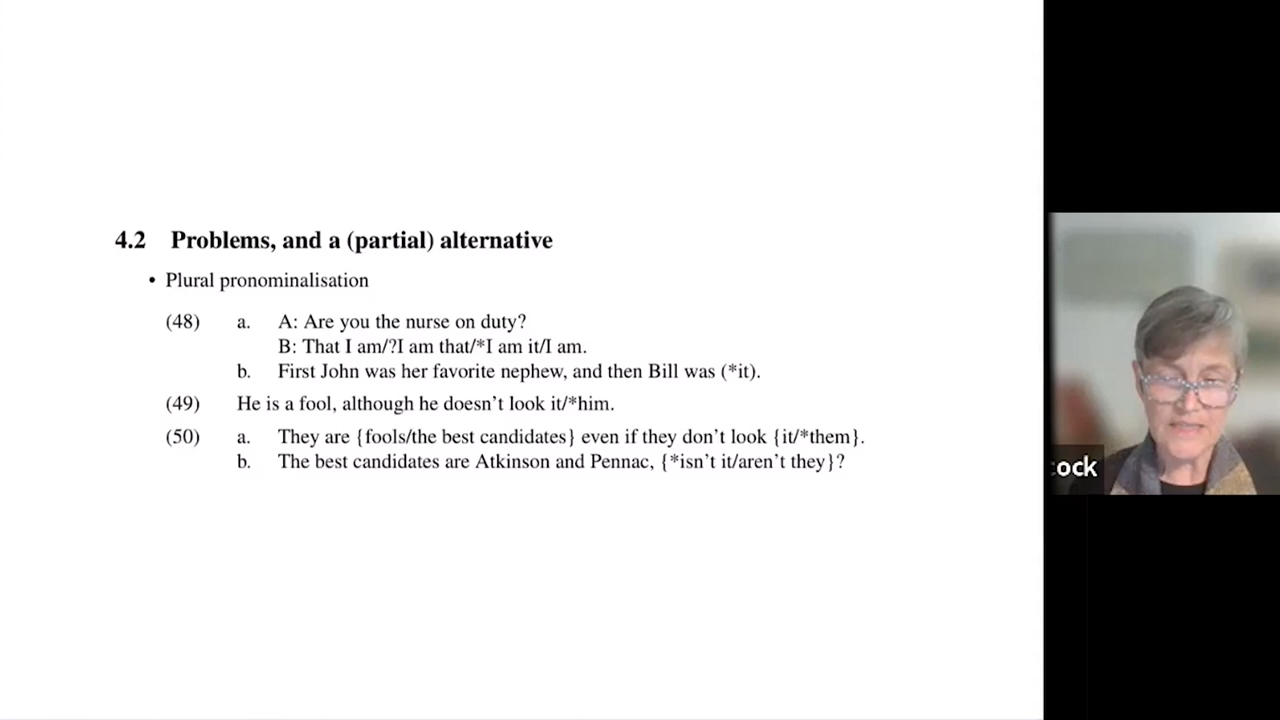 4.2 Problems, and a (partial) alternative
• Plural pronominalisation
(48) a. A: Are you the nurse on duty?
B: That I am/?I am that/*I am it/I am.
b. First John was her favorite nephew, and then Bill was (*it).
(49) He is a fool, although he doesn't look it/*him.
(50) a. They are {fools/the best candidates} even if they don't look {it/*them}.
b. The best candidates are Atkinson and Pennac, {*isn't it/aren't they}?
cock